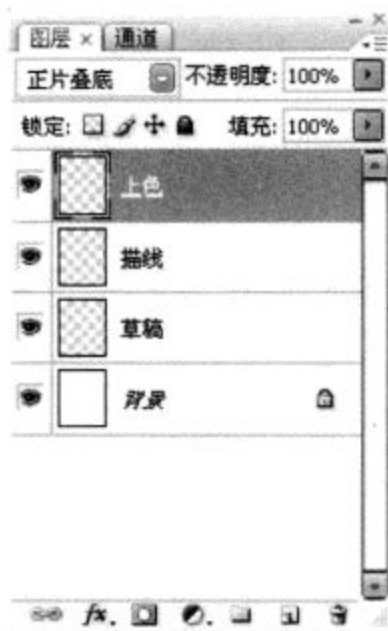 图层 × 通道
正片叠底 不透明度: 100%
锁定: 填充: 100%
上色
描线
草稿
背景
fx.